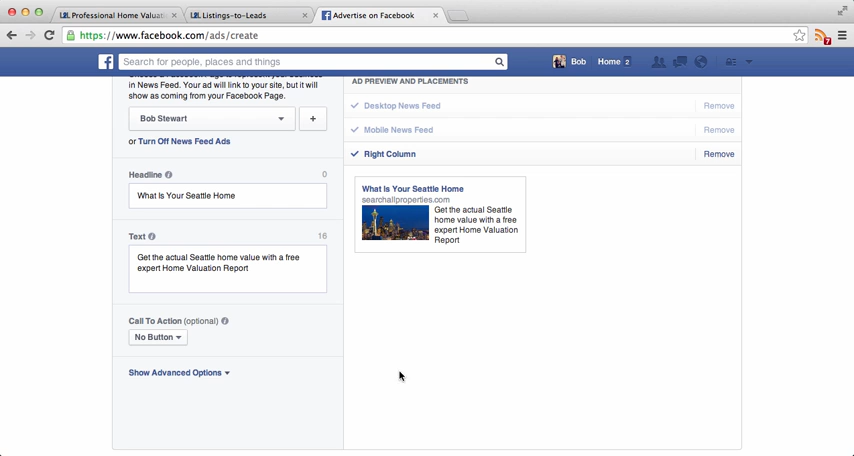 Professional Home Valuati
Listings-to-Leads
Advertise on Facebook
https://www.facebook.com/ads/create
7
Search for people, places and things
Bob
Home 2
in News Feed. Your ad will link to your site, but it will
show as coming from your Facebook Page.
Bob Stewart
+
or Turn Off News Feed Ads
Headline
0
What Is Your Seattle Home
Text
16
Get the actual Seattle home value with a free
expert Home Valuation Report
Call To Action (optional)
No Button
Show Advanced Options
AD PREVIEW AND PLACEMENTS
Desktop News Feed
Remove
Mobile News Feed
Remove
Right Column
Remove
What Is Your Seattle Home
searchallproperties.com
Get the actual Seattle
home value with a free
expert Home Valuation
Report